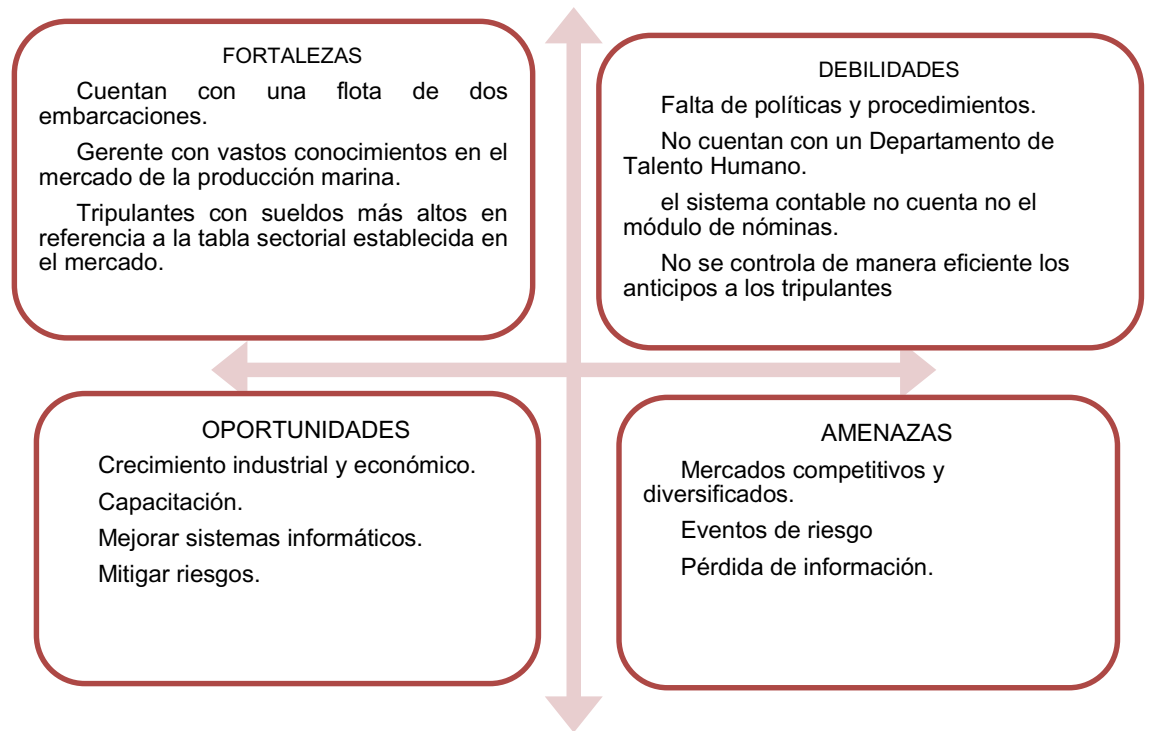 FORTALEZAS
Cuentan con una flota de dos
embarcaciones.
Gerente con vastos conocimientos en el
mercado de la producción marina.
Tripulantes con sueldos más altos en
referencia a la tabla sectorial establecida en
el mercado.
DEBILIDADES
Falta de políticas y procedimientos.
No cuentan con un Departamento de
Talento Humano.
el sistema contable no cuenta no el
módulo de nóminas.
No se controla de manera eficiente los
anticipos a los tripulantes
OPORTUNIDADES
Crecimiento industrial y económico.
Capacitación.
Mejorar sistemas informáticos.
Mitigar riesgos.
AMENAZAS
Mercados competitivos y
diversificados.
Eventos de riesgo
Pérdida de información.